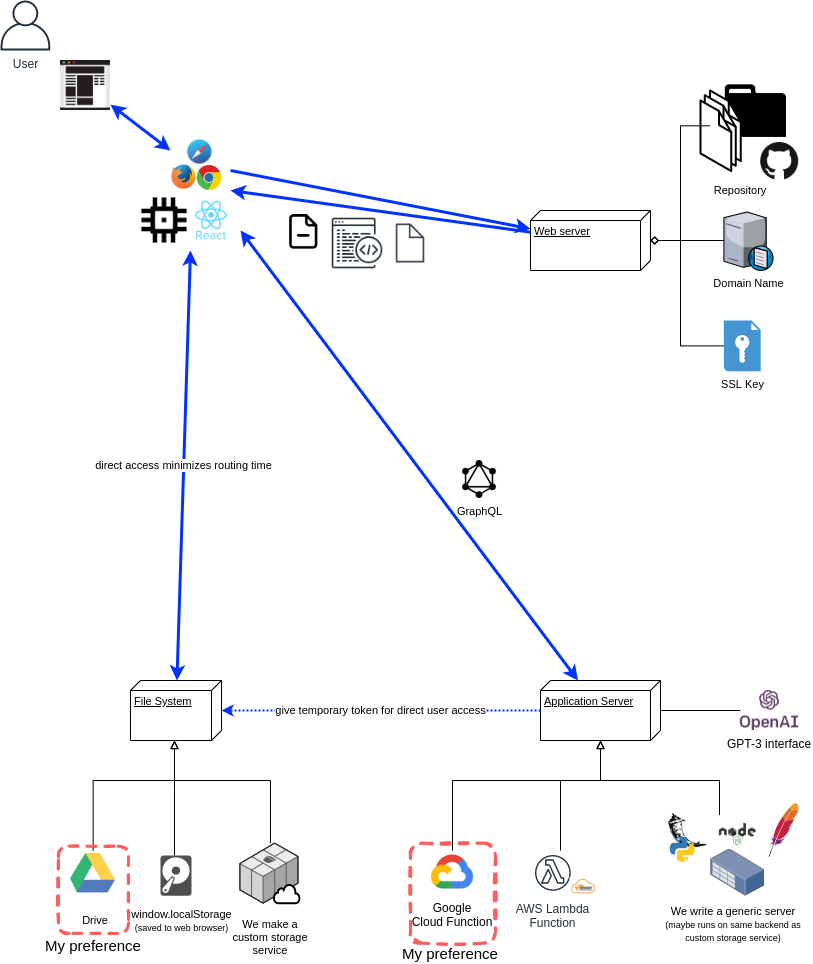 User
React
Repository
Web server
Domain Name
SSL Key
direct access minimizes routing time
GraphQL
File System
give temporary token for direct user access
Application Server
OpenAI
GPT-3 interface
node
JS
Drive
window.localStorage
(saved to web browser)
We make a
custom storage
service
My preference
Google
Cloud Function
My preference
AWS Lambda
Function
We write a generic server
(maybe runs on same backend as
custom storage service)